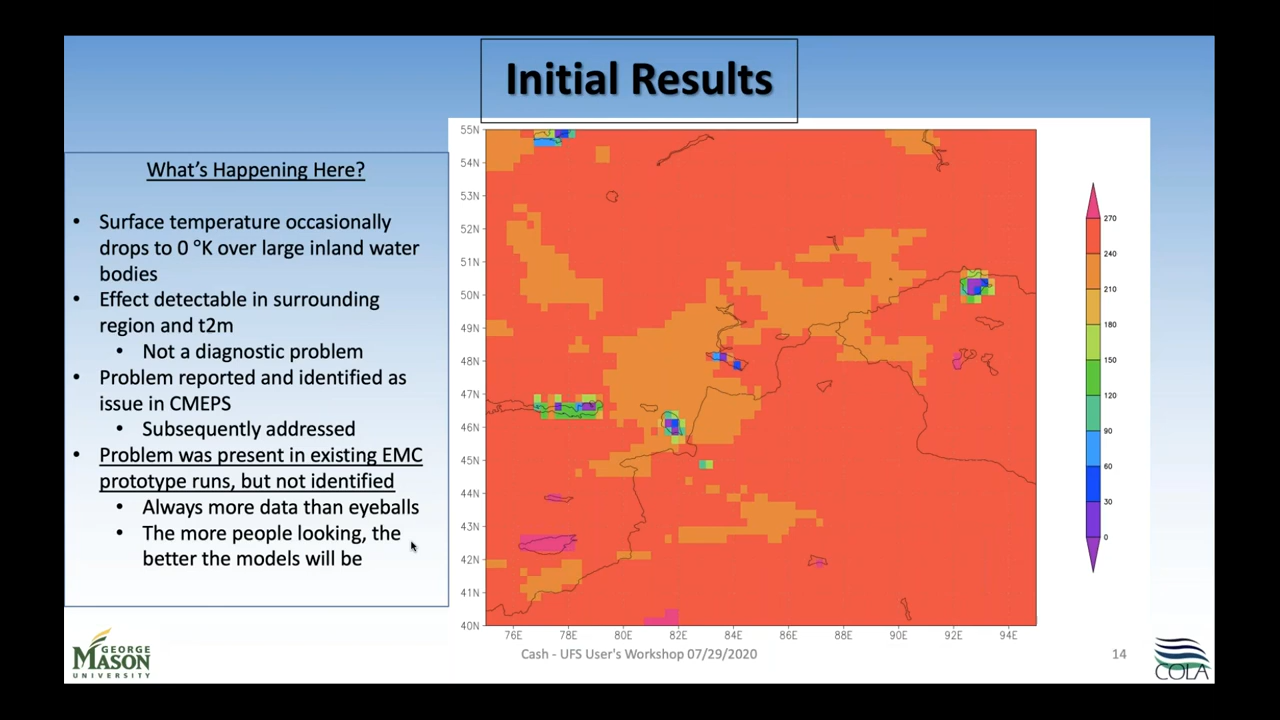 Initial Results
What's Happening Here?
• Surface temperature occasionally
drops to 0 °K over large inland water
bodies
• Effect detectable in surrounding
region and t2m
• Not a diagnostic problem
• Problem reported and identified as
issue in CMEPS
• Subsequently addressed
• Problem was present in existing EMC
prototype runs, but not identified
• Always more data than eyeballs
• The more people looking, the
better the models will be
55N
54N
53N
52N
51N
50N
49N
48N
47N
46N
45N
44N
43N
42N
41N
40N
76E 78E 80E 82E 84E 86E 88E 90E 92E 94E
270
240
210
180
150
120
90
60
30
0
GEORGE
MASON
UNIVERSITY
Cash - UFS User's Workshop 07/29/2020
14
COLA